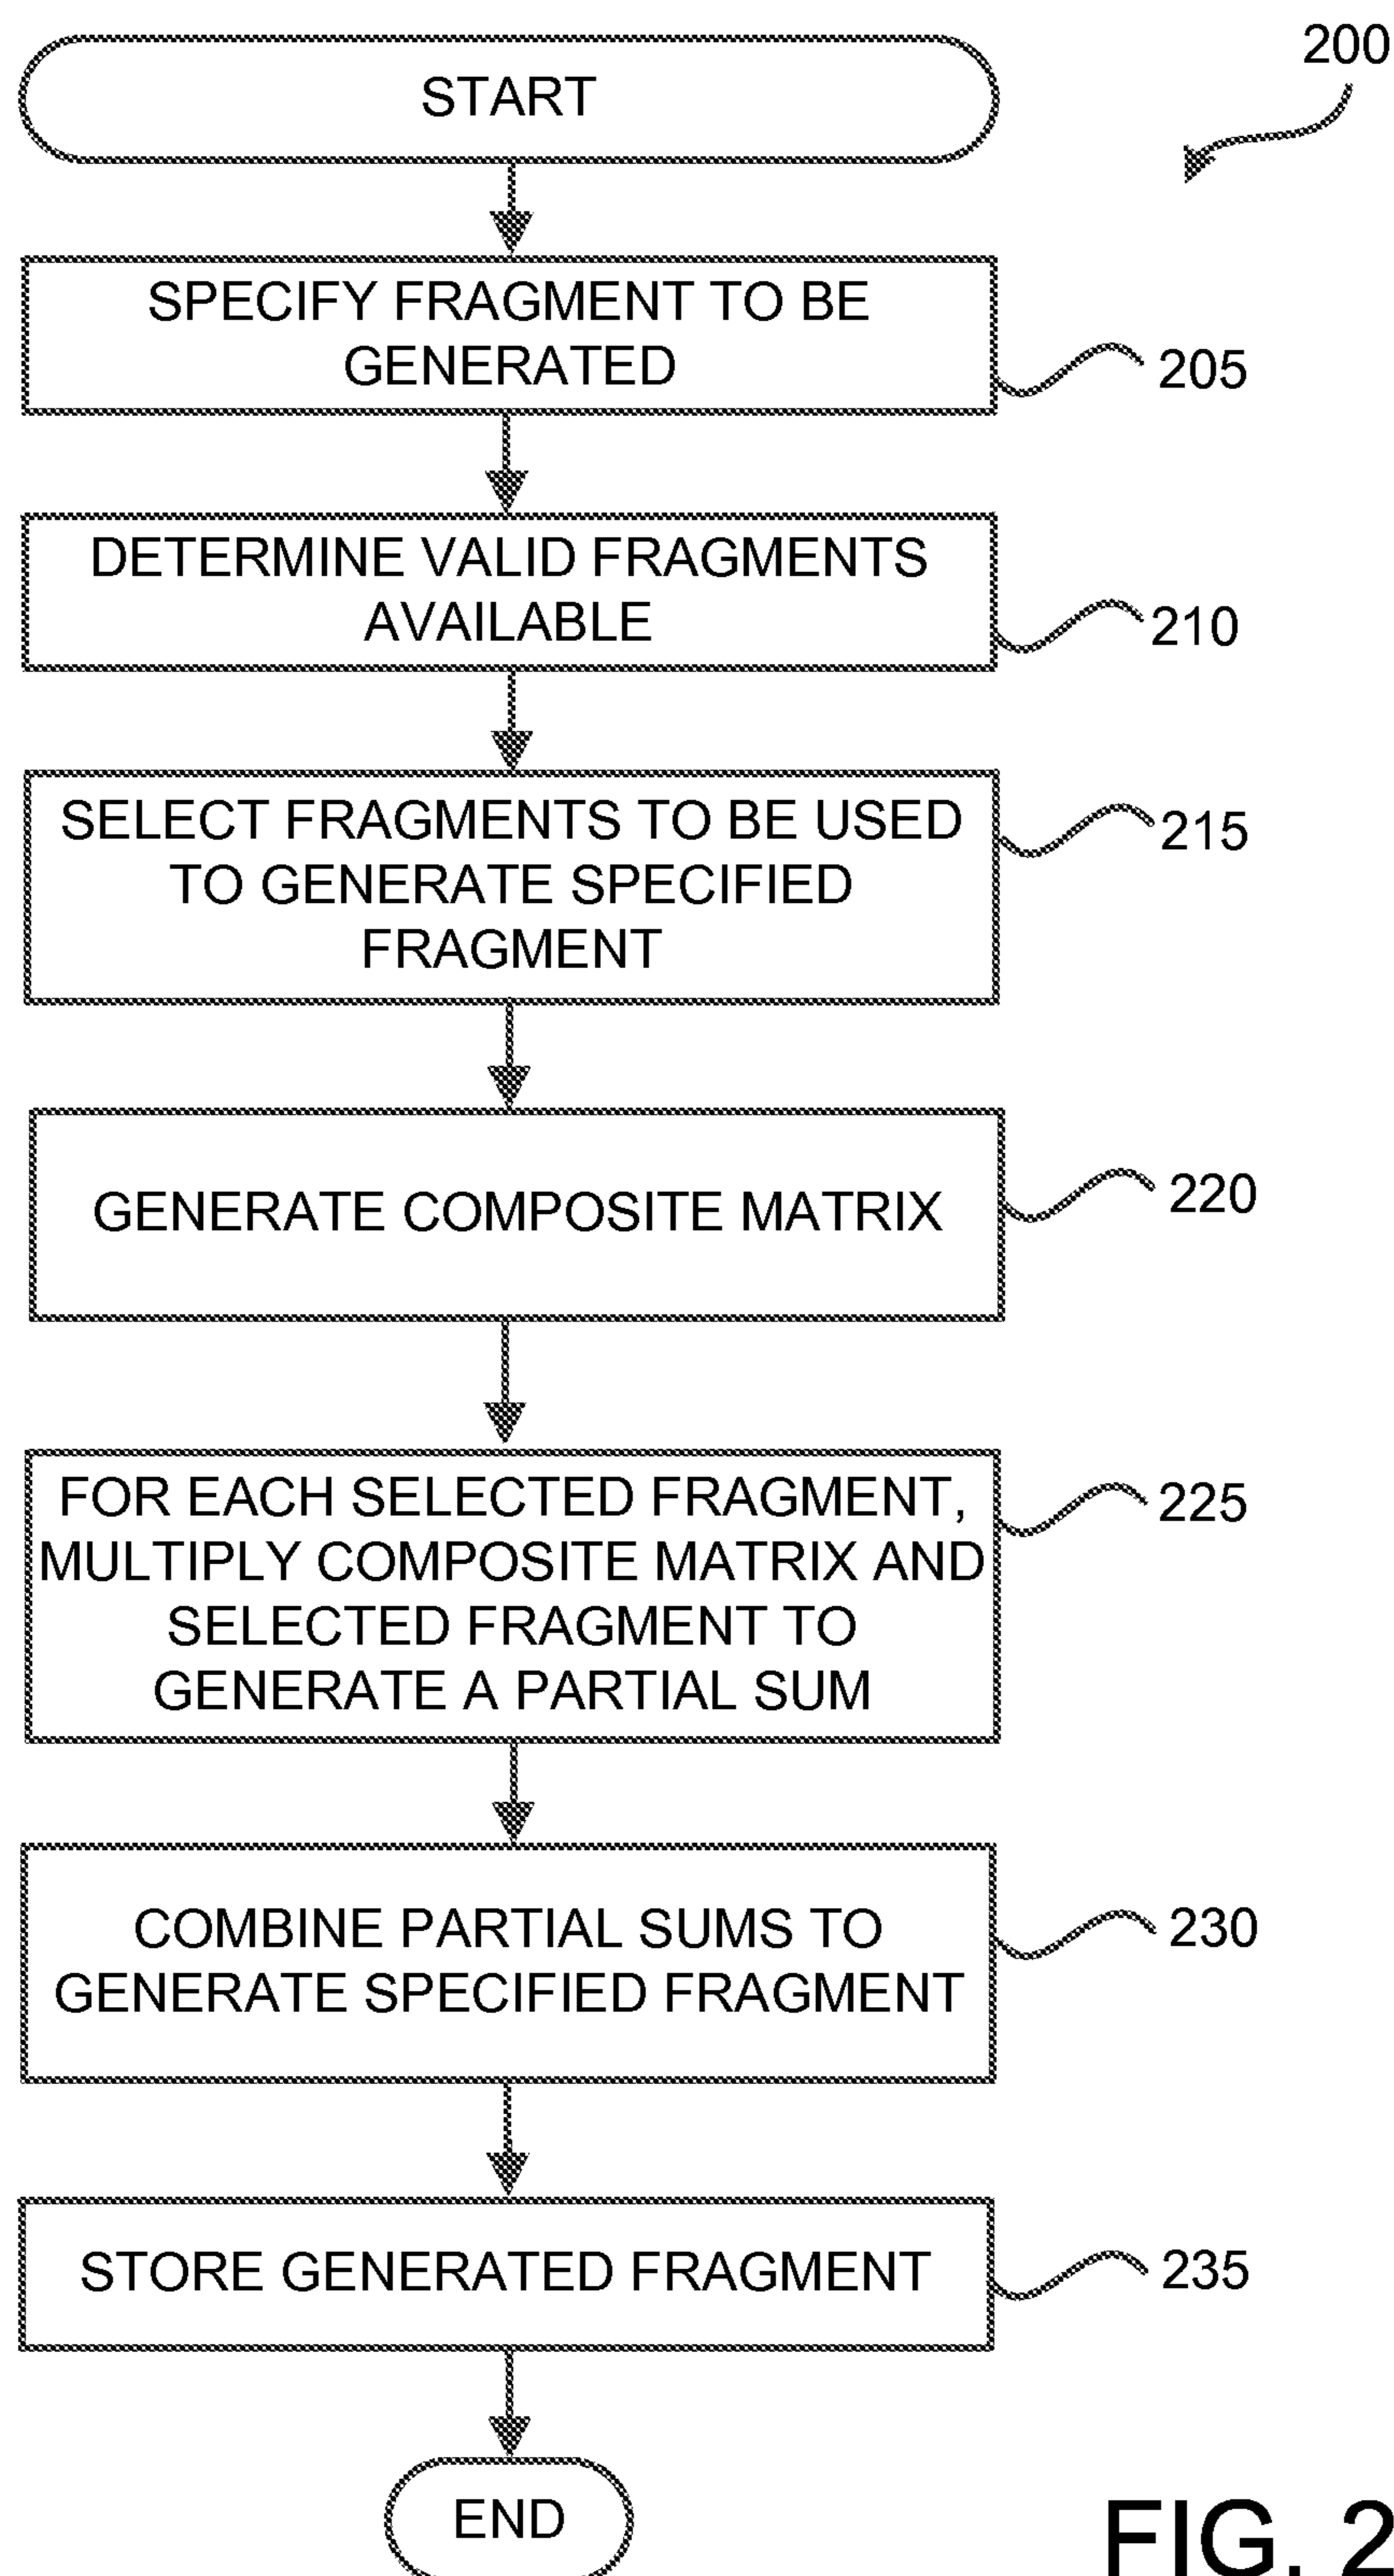 200
START
SPECIFY FRAGMENT TO BE
GENERATED
205
DETERMINE VALID FRAGMENTS
AVAILABLE
210
SELECT FRAGMENTS TO BE USED
TO GENERATE SPECIFIED
FRAGMENT
215
GENERATE COMPOSITE MATRIX
220
FOR EACH SELECTED FRAGMENT,
MULTIPLY COMPOSITE MATRIX AND
SELECTED FRAGMENT TO
GENERATE A PARTIAL SUM
225
COMBINE PARTIAL SUMS TO
GENERATE SPECIFIED FRAGMENT
230
STORE GENERATED FRAGMENT
235
END
FIG. 2